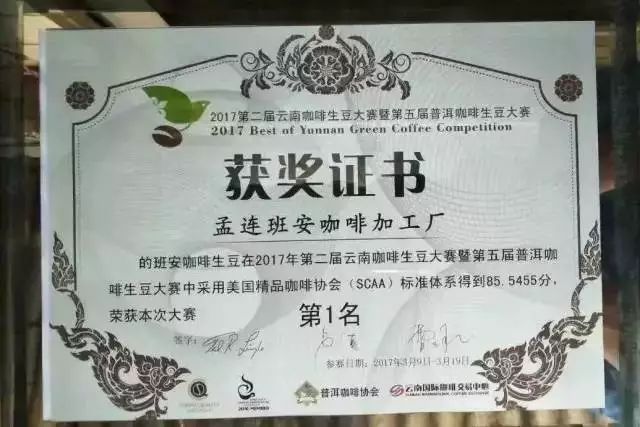 2017第二届云南咖啡生豆大赛暨第五届普洱咖啡生豆大赛
2017 Best of Yunnan Green Coffee Competition
获奖证书
孟连班安咖啡加工厂
的班安咖啡生豆在2017年第二届云南咖啡生豆大赛暨第五届普洱咖
啡生豆大赛中采用美国精品咖啡协会（SCAA）标准体系得到85.5455分，
荣获本次大赛 第1名
签字：
参赛日期：2017年3月9日—3月19日
普洱咖啡协会
云南国际咖啡交易中心